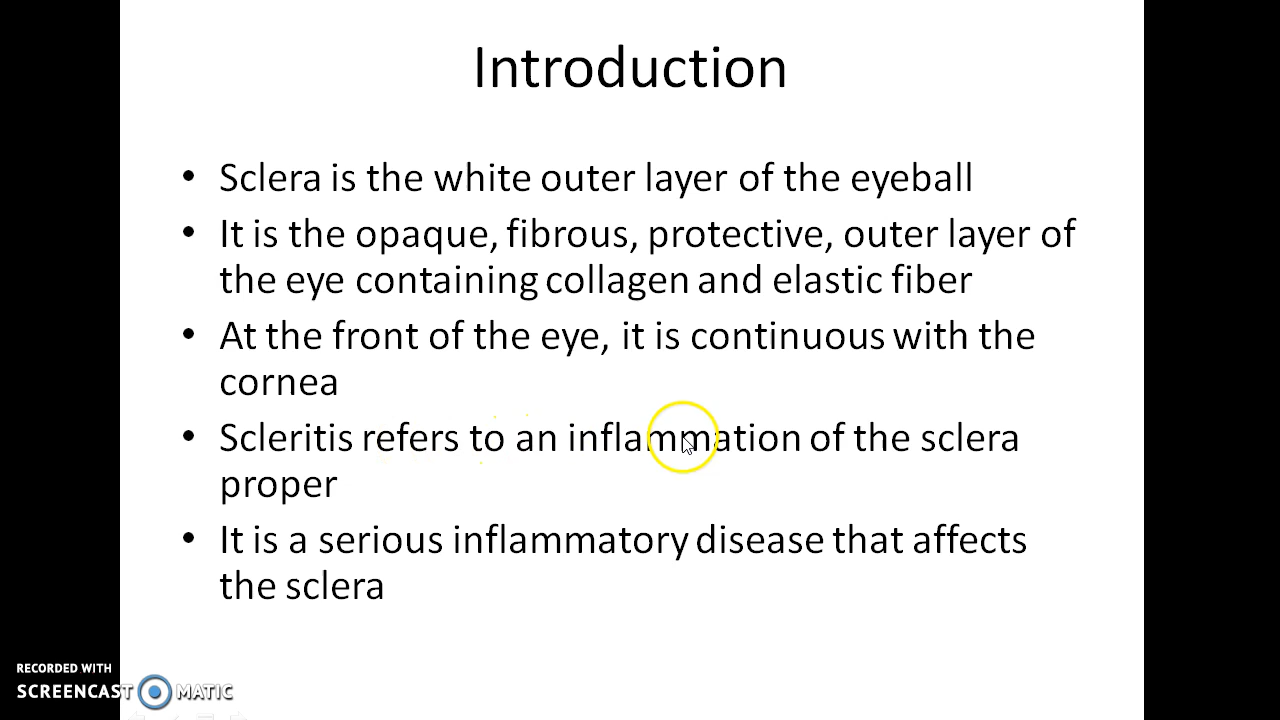 Introduction
• Sclera is the white outer layer of the eyeball
• It is the opaque, fibrous, protective, outer layer of
the eye containing collagen and elastic fiber
• At the front of the eye, it is continuous with the
cornea
• Scleritis refers to an inflammation of the sclera
proper
• It is a serious inflammatory disease that affects
the sclera
RECORDED WITH
SCREENCAST MATIC